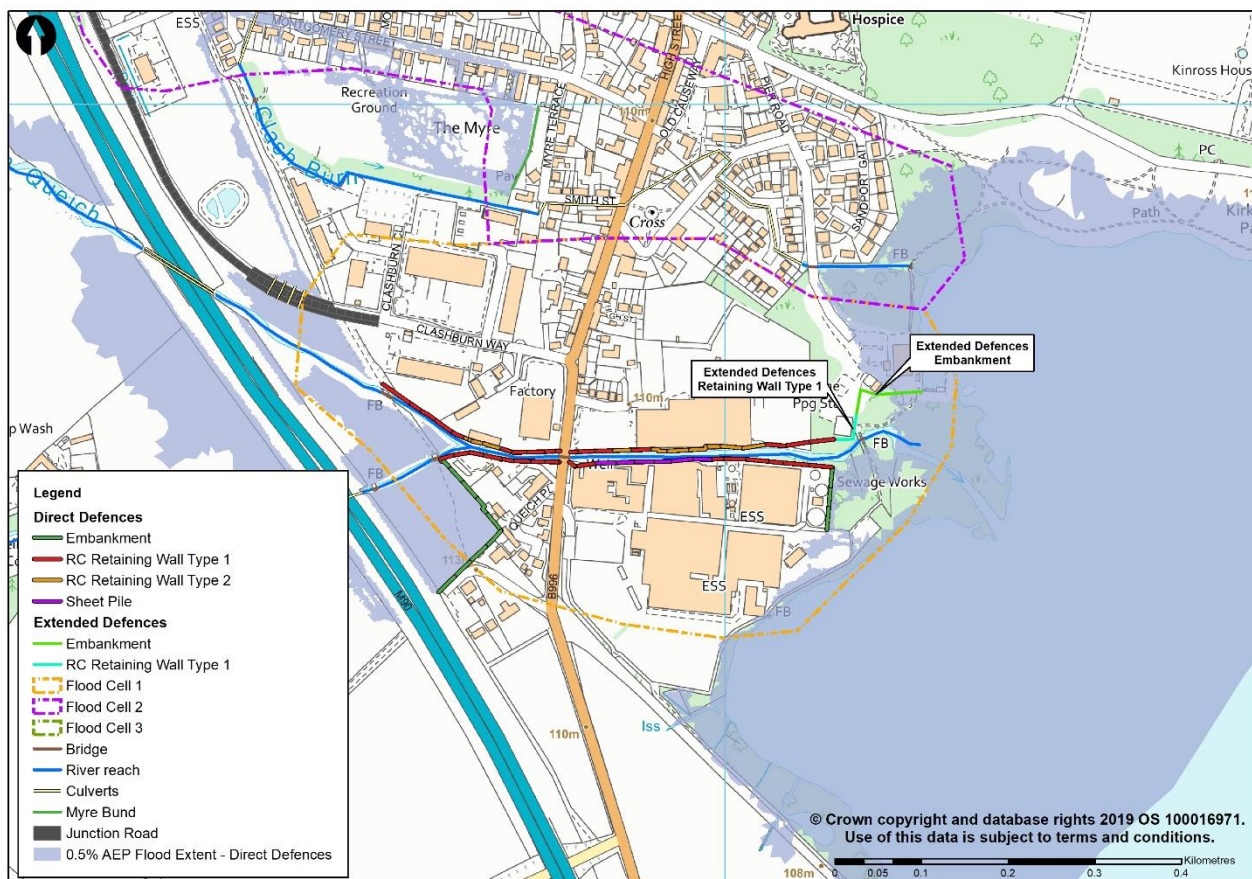 ESS
MONTGOMERY STREET
HIGH STREET
Hospice
Kinross Hous
Recreation
Ground
The Myre
MYRE TERRACE
110m
OLD CAUSEWAY
PIER ROAD
SANDPORT GAIT
PC
Clash Burn
Queich
Pav
SMITH ST
Cross
Path
FB
CLASHBURN CL
CLASHBURN WAY
Factory
110m
Extended Defences
Embankment
Extended Defences
Retaining Wall Type 1
Ppg Sta
FB
FB
FB
Weir
Sewage Works
p Wash
QUEICH PL
ESS
ESS
113m
M90
B996
FB
Iss
110m
108m
Legend
Direct Defences
Embankment
RC Retaining Wall Type 1
RC Retaining Wall Type 2
Sheet Pile
Extended Defences
Embankment
RC Retaining Wall Type 1
Flood Cell 1
Flood Cell 2
Flood Cell 3
Bridge
River reach
Culverts
Myre Bund
Junction Road
0.5% AEP Flood Extent - Direct Defences
© Crown copyright and database rights 2019 OS 100016971.
Use of this data is subject to terms and conditions.
Kilometres
0 0.05 0.1 0.2 0.3 0.4